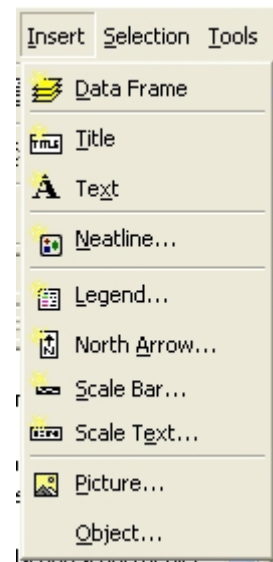 Insert Selection Tools
Data Frame
Title
Text
Neatline...
Legend...
North Arrow...
Scale Bar...
Scale Text...
Picture...
Object...